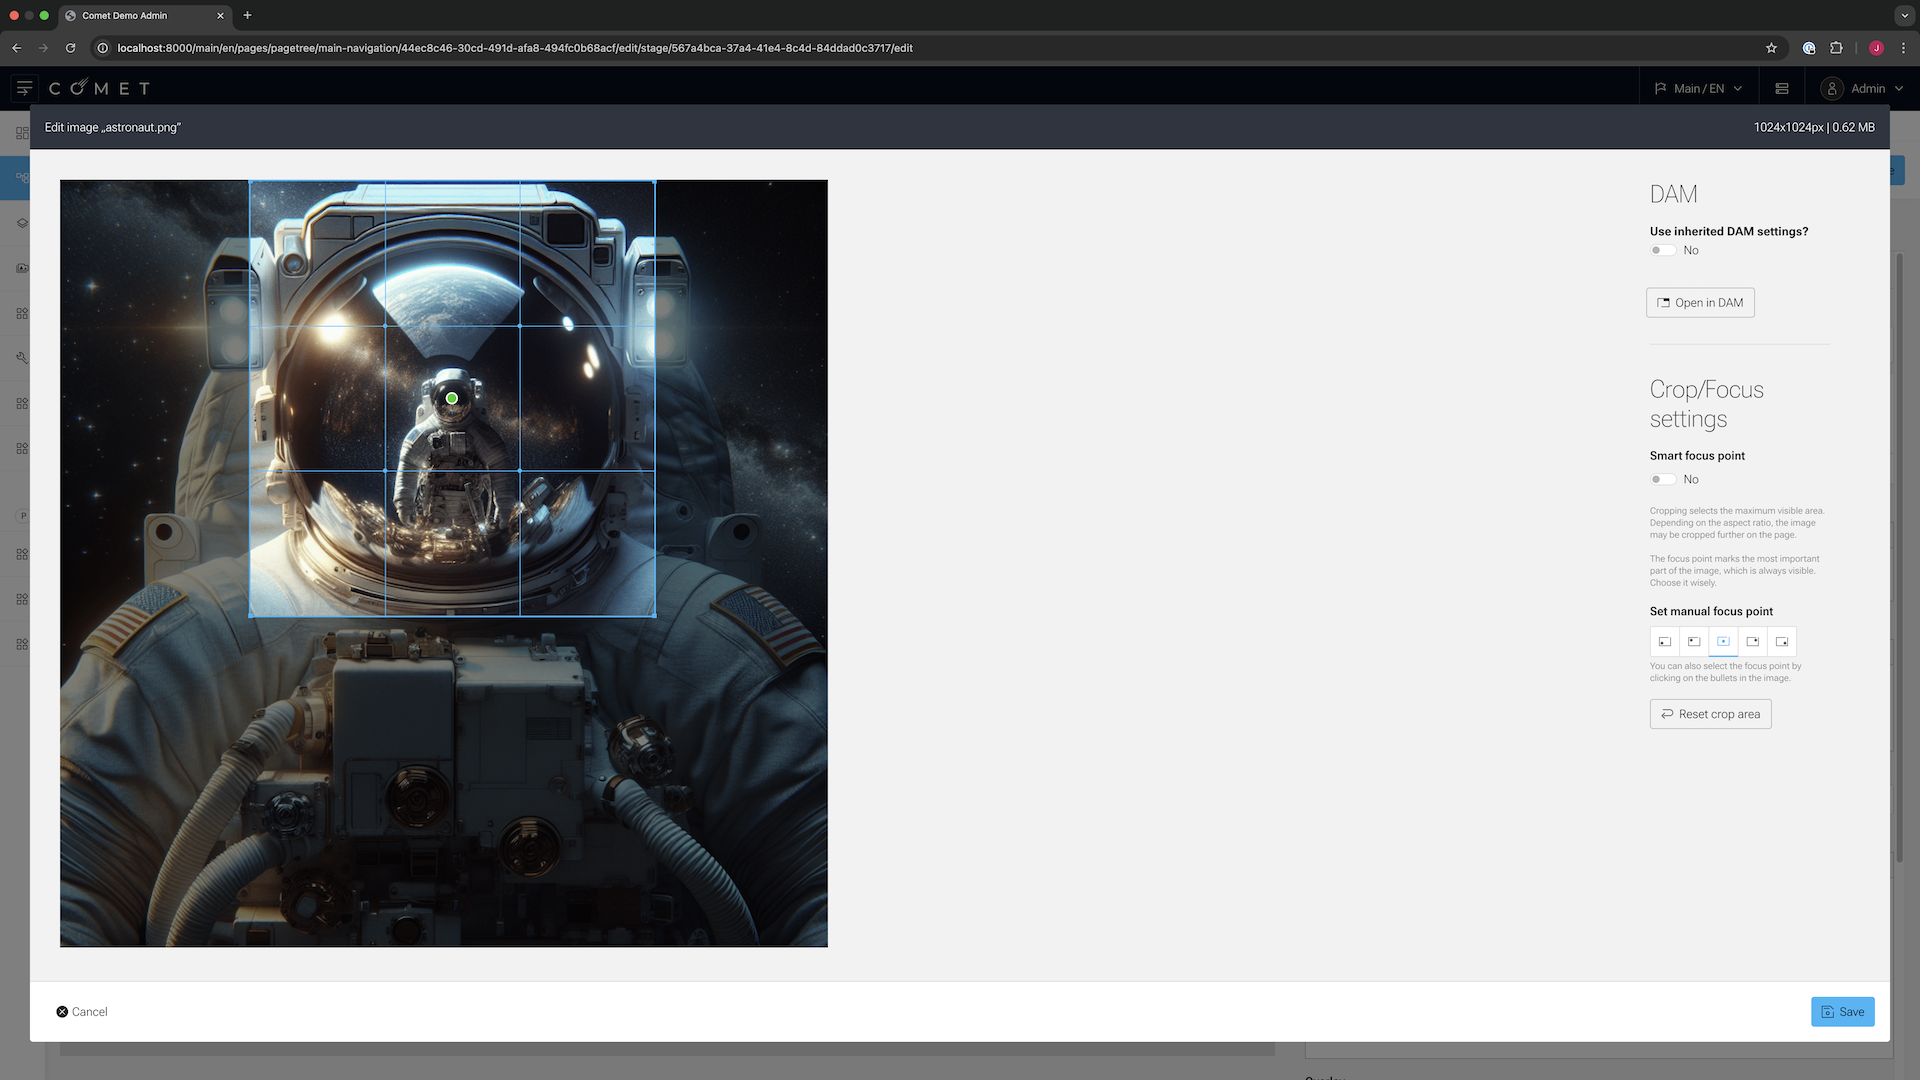 Comet Demo Admin
localhost:8000/main/en/pages/pagetree/main-navigation/44ec8c46-30cd-491d-afa8-494fc0b68acf/edit/stage/567a4bca-37a4-41e4-8c4d-84ddad0c3717/edit
J
COMET
Main / EN
Admin
Edit image „astronaut.png"
1024x1024px | 0.62 MB
DAM
Use inherited DAM settings?
No
Open in DAM
Crop/Focus
settings
Smart focus point
No
Cropping selects the maximum visible area.
Depending on the aspect ratio, the image
may be cropped further on the page.
The focus point marks the most important
part of the image, which is always visible.
Choose it wisely.
Set manual focus point
You can also select the focus point by
clicking on the bullets in the image.
Reset crop area
P
Cancel
Save